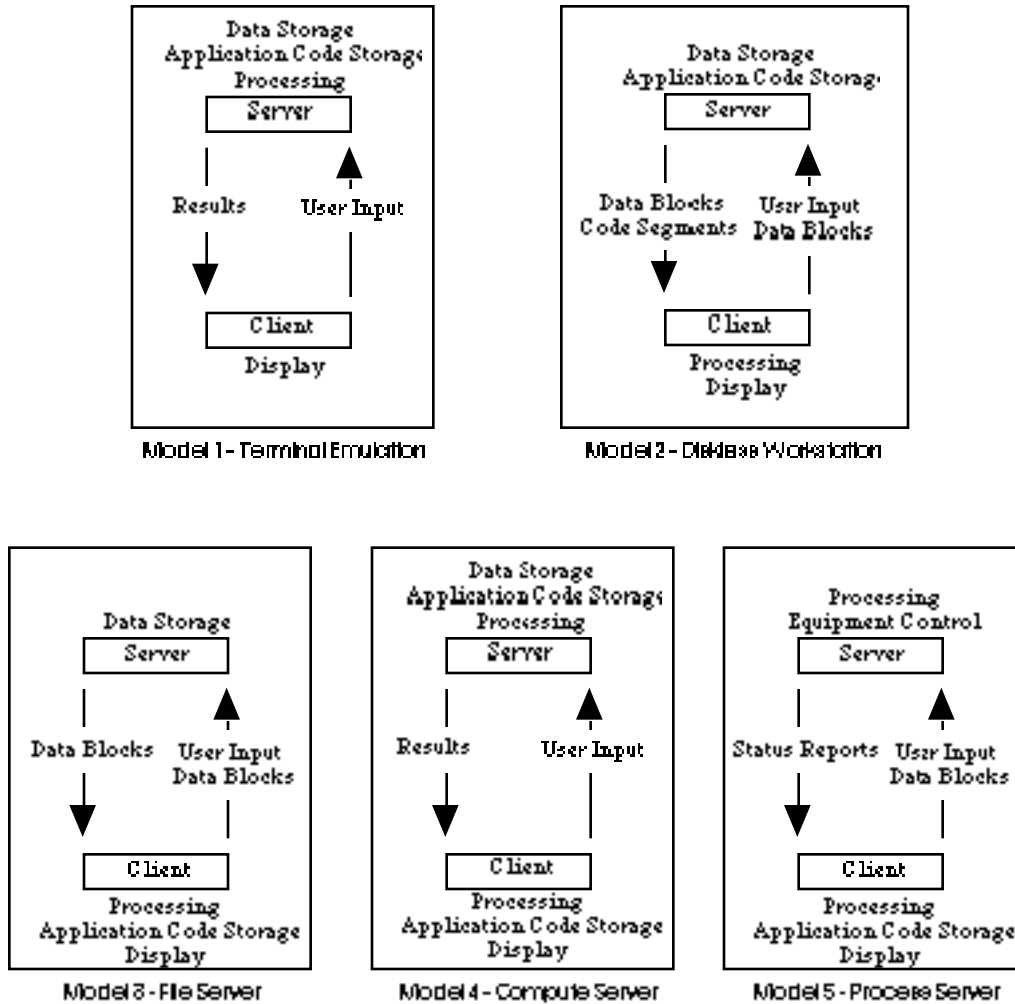 Data Storage
Application Code Storage
Processing
Server
Results
User Input
Client
Display
Model 1 - Terminal Emulation
Data Storage
Application Code Storage
Server
Data Blocks
Code Segments
User Input
Data Blocks
Client
Processing
Display
Model 2 - Diskless Workstation
Data Storage
Server
Data Blocks
User Input
Data Blocks
Client
Processing
Application Code Storage
Display
Model 3 - File Server
Data Storage
Application Code Storage
Processing
Server
Results
User Input
Client
Processing
Application Code Storage
Display
Model 4 - Compute Server
Processing
Equipment Control
Server
Status Reports
User Input
Data Blocks
Client
Processing
Application Code Storage
Display
Model 5 - Process Server